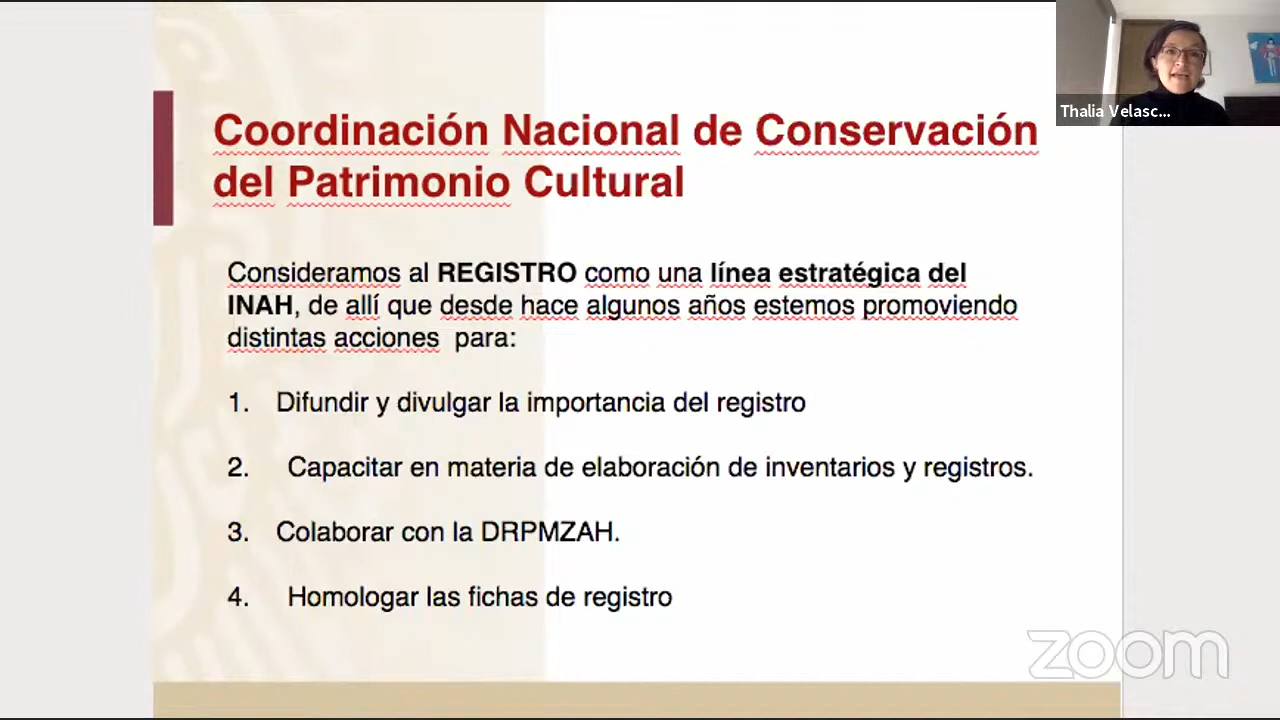 Coordinación Nacional de Conservación
del Patrimonio Cultural
Consideramos al REGISTRO como una línea estratégica del
INAH, de allí que desde hace algunos años estemos promoviendo
distintas acciones para:
1. Difundir y divulgar la importancia del registro
2. Capacitar en materia de elaboración de inventarios y registros.
3. Colaborar con la DRPMZAH.
4. Homologar las fichas de registro
Thalia Velasc...
zoom